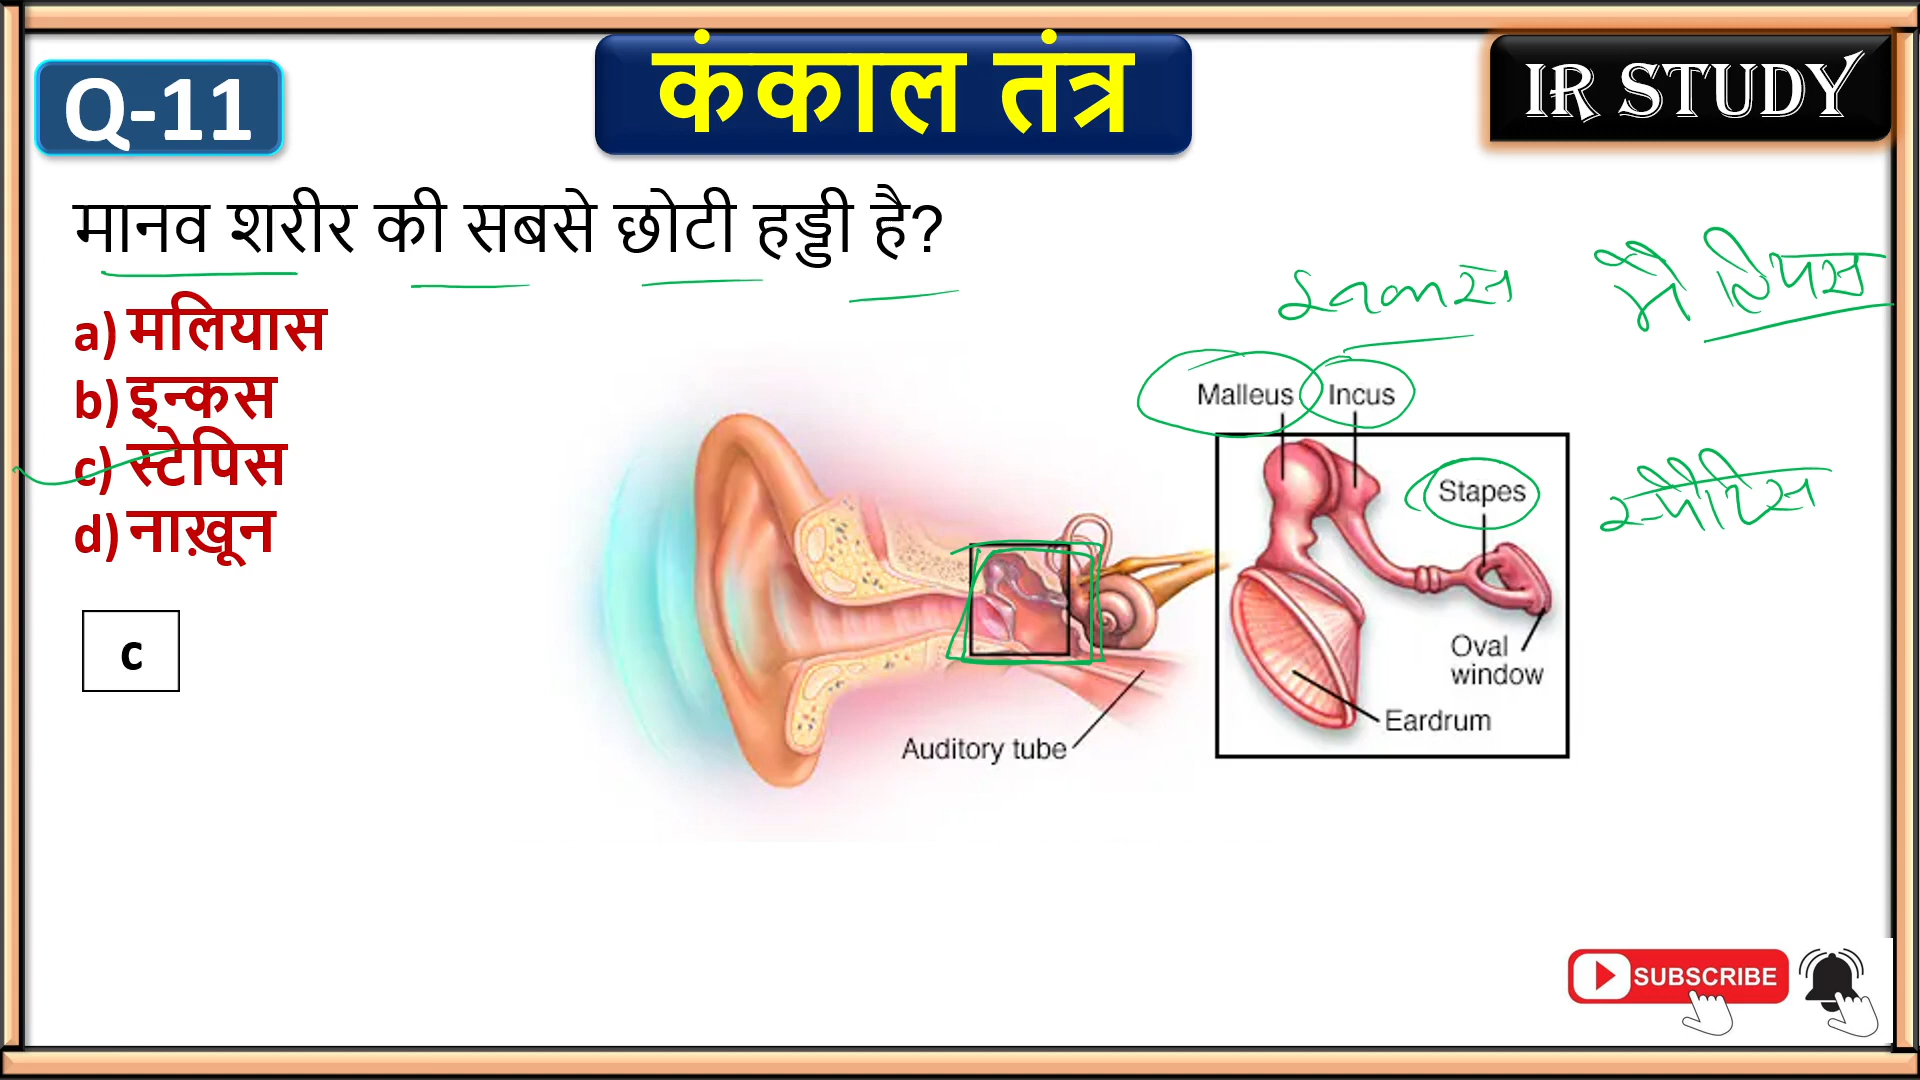 Q-11
कंकाल तंत्र
IR STUDY
मानव शरीर की सबसे छोटी हड्डी है?
a) मलियास
b) इन्कस
c) स्टेपिस
d) नाख़ून
c
Malleus
Incus
Stapes
Oval
window
Eardrum
Auditory tube
SUBSCRIBE